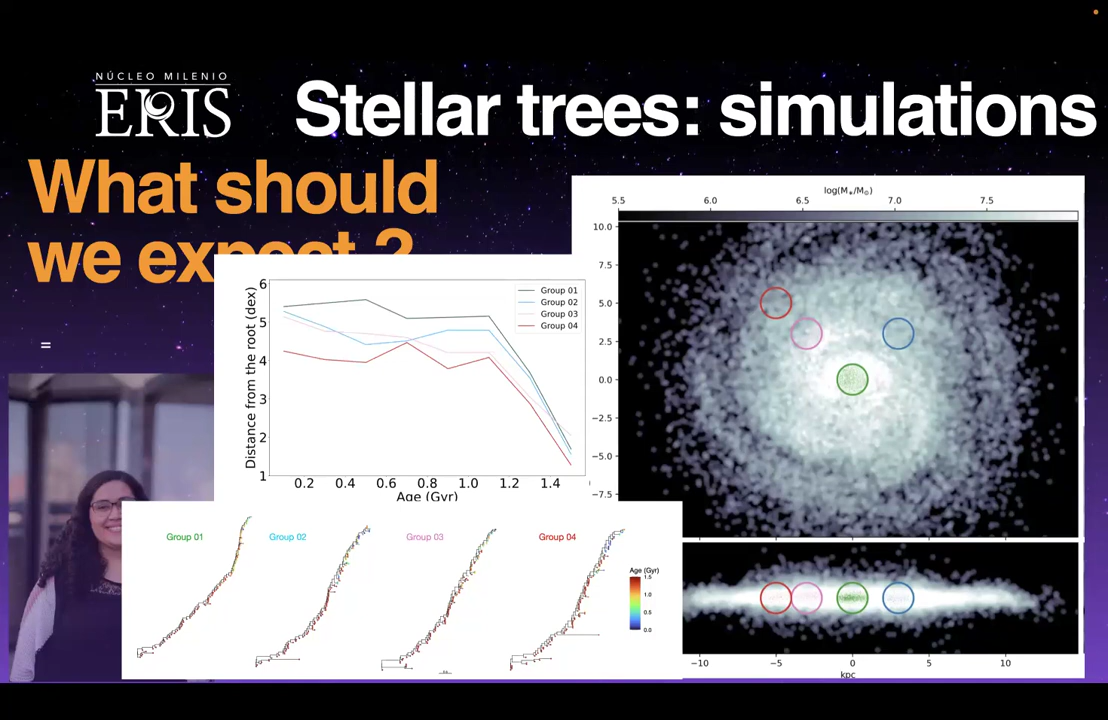 NÚCLEO MILENIO
ERIS
Stellar trees: simulations
What should
we expect ?
=
log(M*/M☉)
5.5 6.0 6.5 7.0 7.5
10.0
7.5
5.0
2.5
0.0
−2.5
−5.0
−7.5
−10 −5 0 5 10
kpc
Distance from the root (dex)
6
5
4
3
2
1
Group 01
Group 02
Group 03
Group 04
0.2 0.4 0.6 0.8 1.0 1.2 1.4
Age (Gyr)
Group 01 Group 02 Group 03 Group 04
Age (Gyr)
1.5
1.0
0.5
0.0